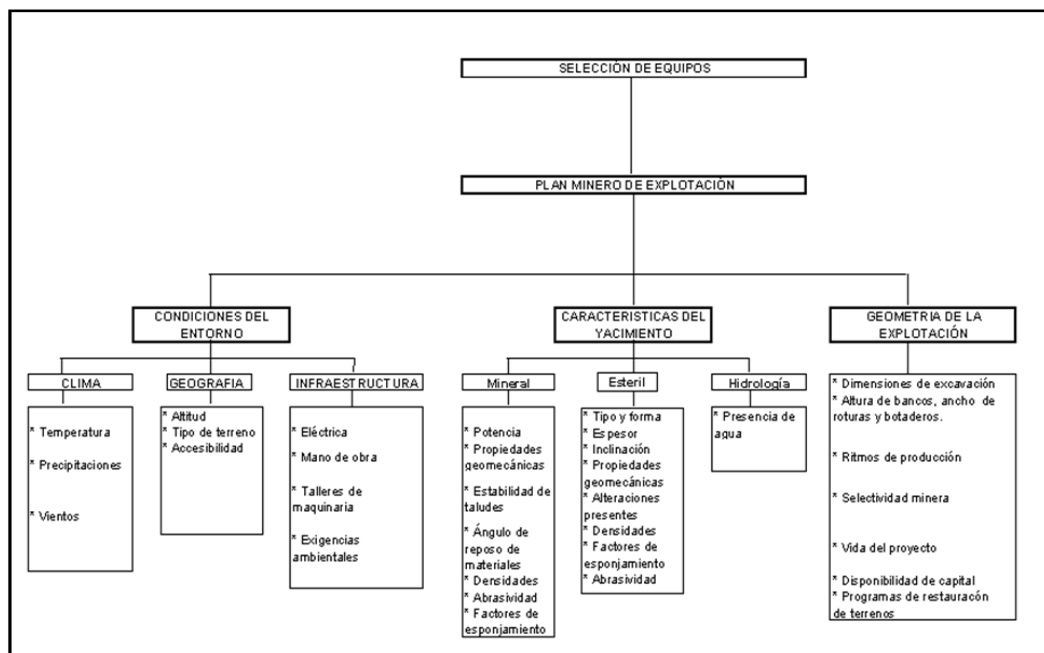 SELECCIÓN DE EQUIPOS
PLAN MINERO DE EXPLOTACIÓN
CONDICIONES DEL
ENTORNO
CLIMA
* Temperatura
* Precipitaciones
* Vientos
GEOGRAFIA
* Altitud
* Tipo de terreno
* Accesibilidad
INFRAESTRUCTURA
* Eléctrica
* Mano de obra
* Talleres de
maquinaria
* Exigencias
ambientales
CARACTERISTICAS DEL
YACIMIENTO
Mineral
* Potencia
* Propiedades
geomecánicas
* Estabilidad de
taludes
* Ángulo de
reposo de
materiales
* Densidades
* Abrasividad
* Factores de
esponjamiento
Esteril
* Tipo y forma
* Espesor
* Inclinación
* Propiedades
geomecánicas
* Alteraciones
presentes
* Densidades
* Factores de
esponjamiento
* Abrasividad
Hidrología
* Presencia de
agua
GEOMETRIA DE LA
EXPLOTACIÓN
* Dimensiones de excavación
* Altura de bancos, ancho de
roturas y botaderos.
* Ritmos de producción
* Selectividad minera
* Vida del proyecto
* Disponibilidad de capital
* Programas de restauracón
de terrenos